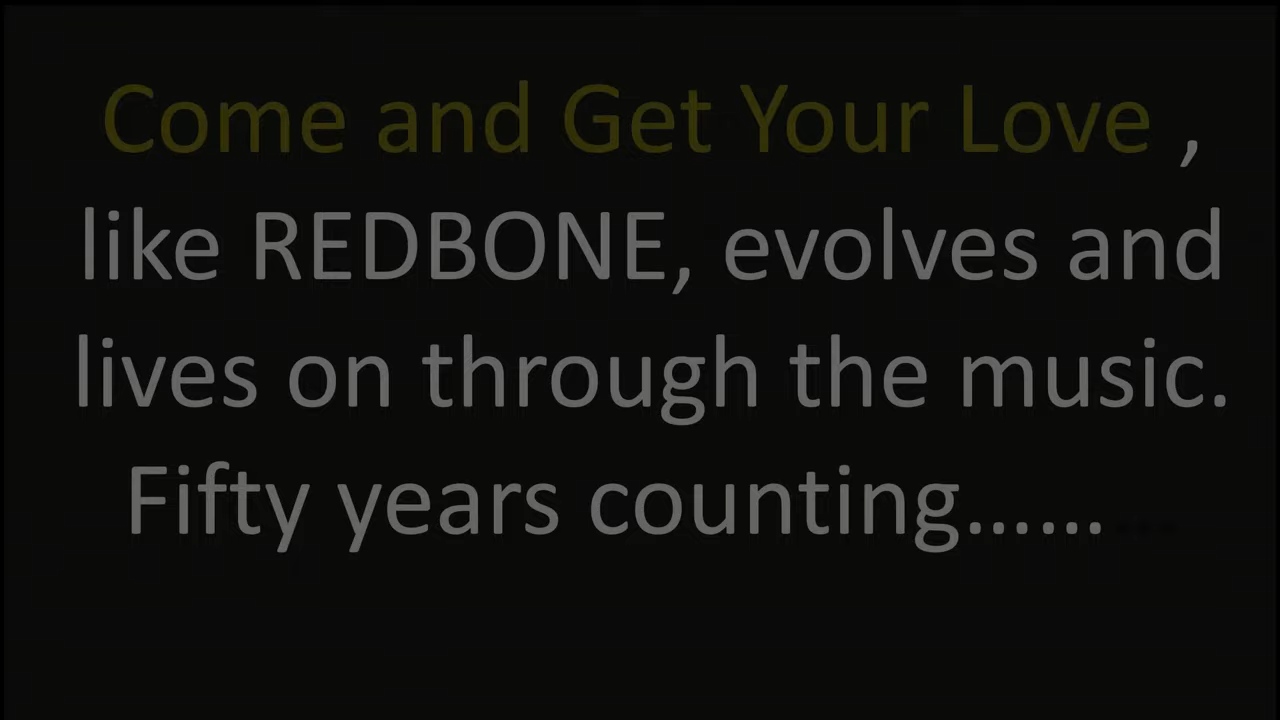 Come and Get Your Love ,
like REDBONE, evolves and
lives on through the music.
Fifty years counting………